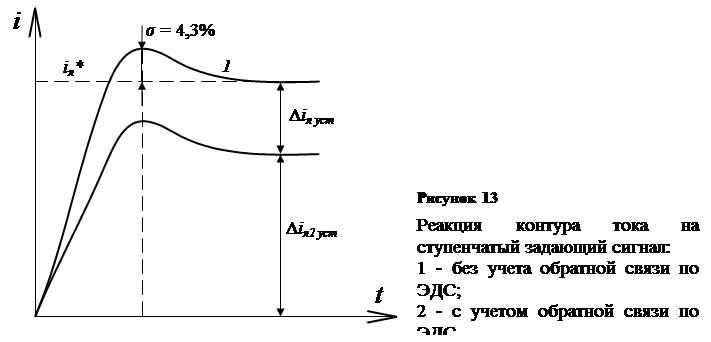 i
σ = 4,3%
iя*
1
Δiя уст
Δiя2 уст
t
Рисунок 13
Реакция контура тока на
ступенчатый задающий сигнал:
1 - без учета обратной связи по
ЭДС;
2 - с учетом обратной связи по
ЭДС